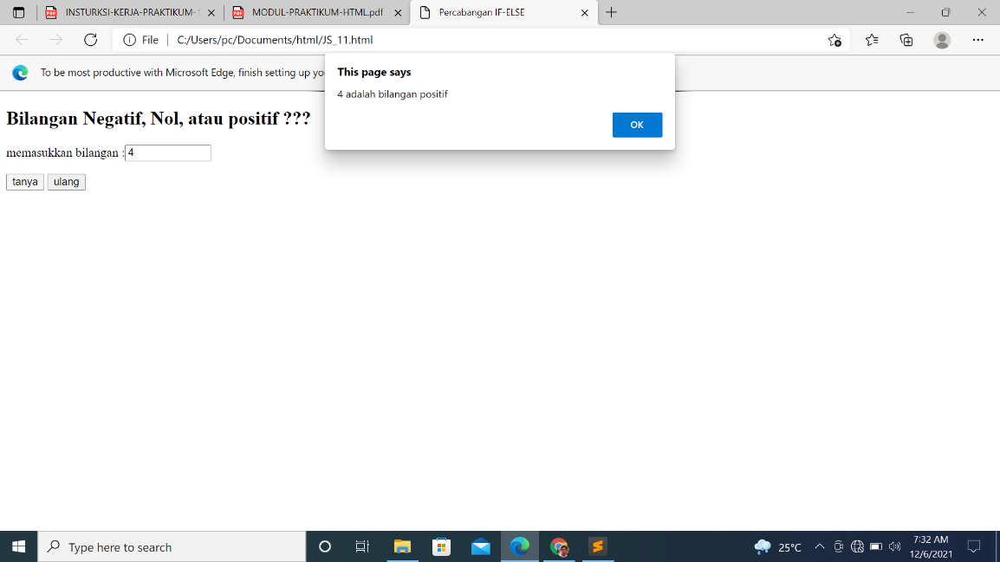 INSTURKSI-KERJA-PRAKTIKUM-1
MODUL-PRAKTIKUM-HTML.pdf
Percabangan IF-ELSE
File
C:/Users/pc/Documents/html/JS_11.html
To be most productive with Microsoft Edge, finish setting up yo
This page says
4 adalah bilangan positif
OK
Bilangan Negatif, Nol, atau positif ???
memasukkan bilangan :4
tanya ulang
Type here to search
25°C
7:32 AM
12/6/2021